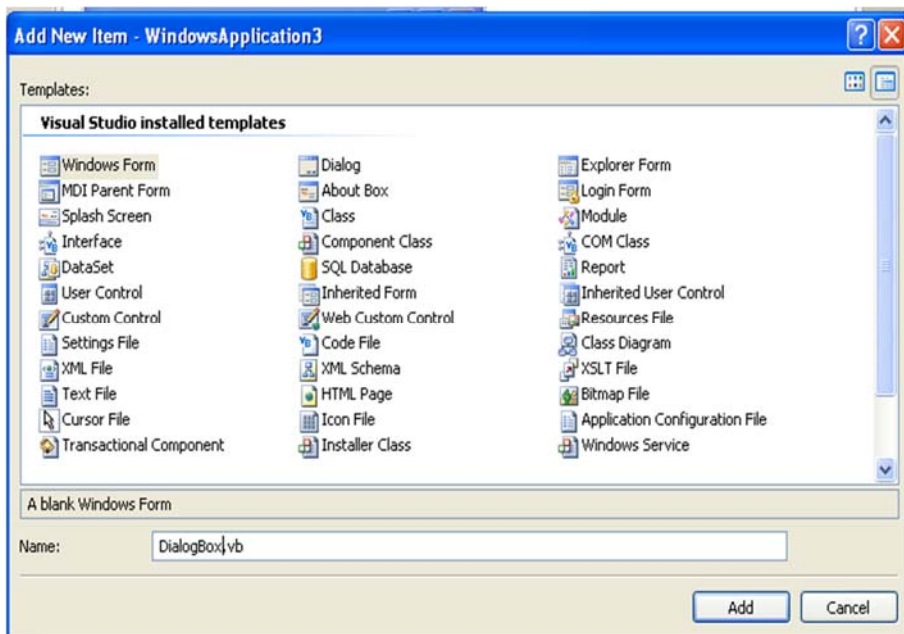 Add New Item - WindowsApplication3
Templates:
Visual Studio installed templates
Windows Form Dialog Explorer Form
MDI Parent Form About Box Login Form
Splash Screen Class Module
Interface Component Class COM Class
DataSet SQL Database Report
User Control Inherited Form Inherited User Control
Custom Control Web Custom Control Resources File
Settings File Code File Class Diagram
XML File XML Schema XSLT File
Text File HTML Page Bitmap File
Cursor File Icon File Application Configuration File
Transactional Component Installer Class Windows Service
A blank Windows Form
Name: DialogBox.vb
Add Cancel